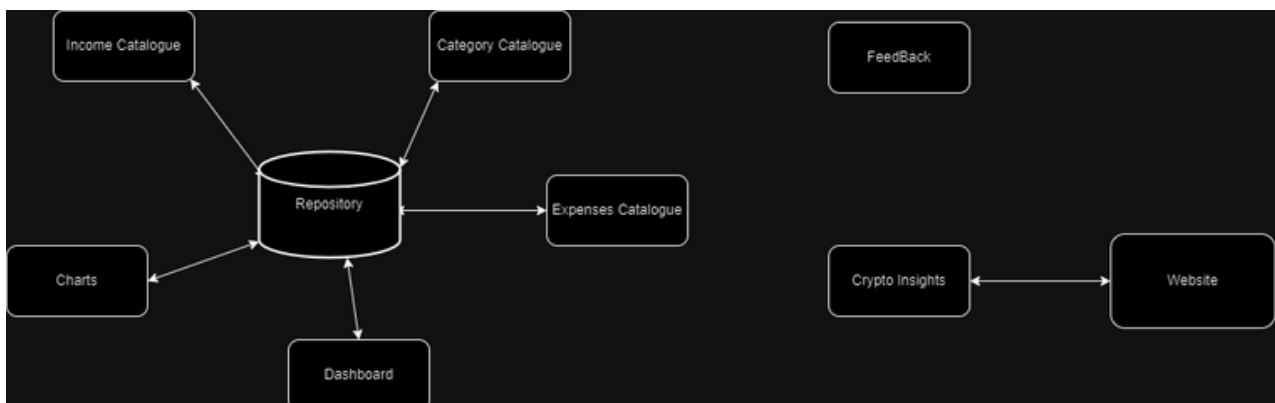 Income Catalogue
Category Catalogue
FeedBack
Repository
Expenses Catalogue
Charts
Crypto Insights
Website
Dashboard